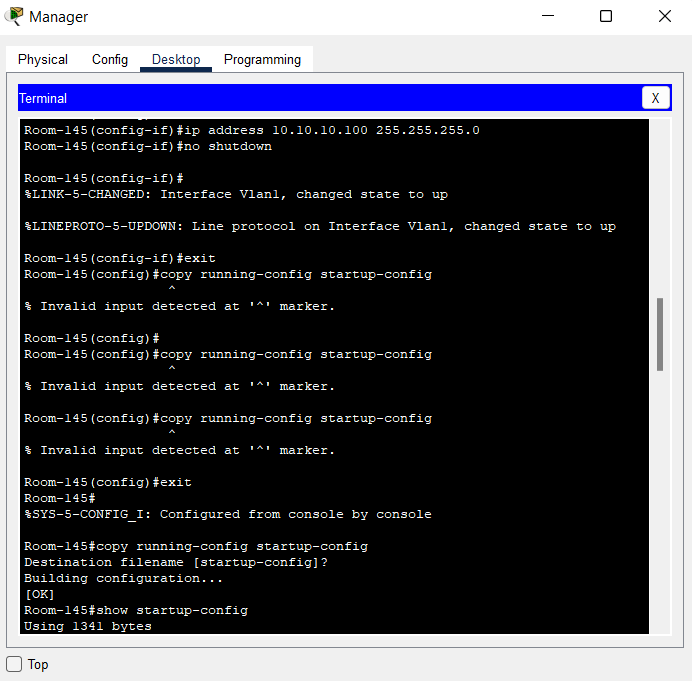 Manager
Physical Config Desktop Programming
Terminal X
Room-145(config-if)#ip address 10.10.10.100 255.255.255.0
Room-145(config-if)#no shutdown
Room-145(config-if)#
%LINK-5-CHANGED: Interface Vlan1, changed state to up
%LINEPROTO-5-UPDOWN: Line protocol on Interface Vlan1, changed state to up
Room-145(config-if)#exit
Room-145(config)#copy running-config startup-config
^
% Invalid input detected at '^' marker.
Room-145(config)#
Room-145(config)#copy running-config startup-config
^
% Invalid input detected at '^' marker.
Room-145(config)#copy running-config startup-config
^
% Invalid input detected at '^' marker.
Room-145(config)#exit
Room-145#
%SYS-5-CONFIG_I: Configured from console by console
Room-145#copy running-config startup-config
Destination filename [startup-config]?
Building configuration...
[OK]
Room-145#show startup-config
Using 1341 bytes
Top